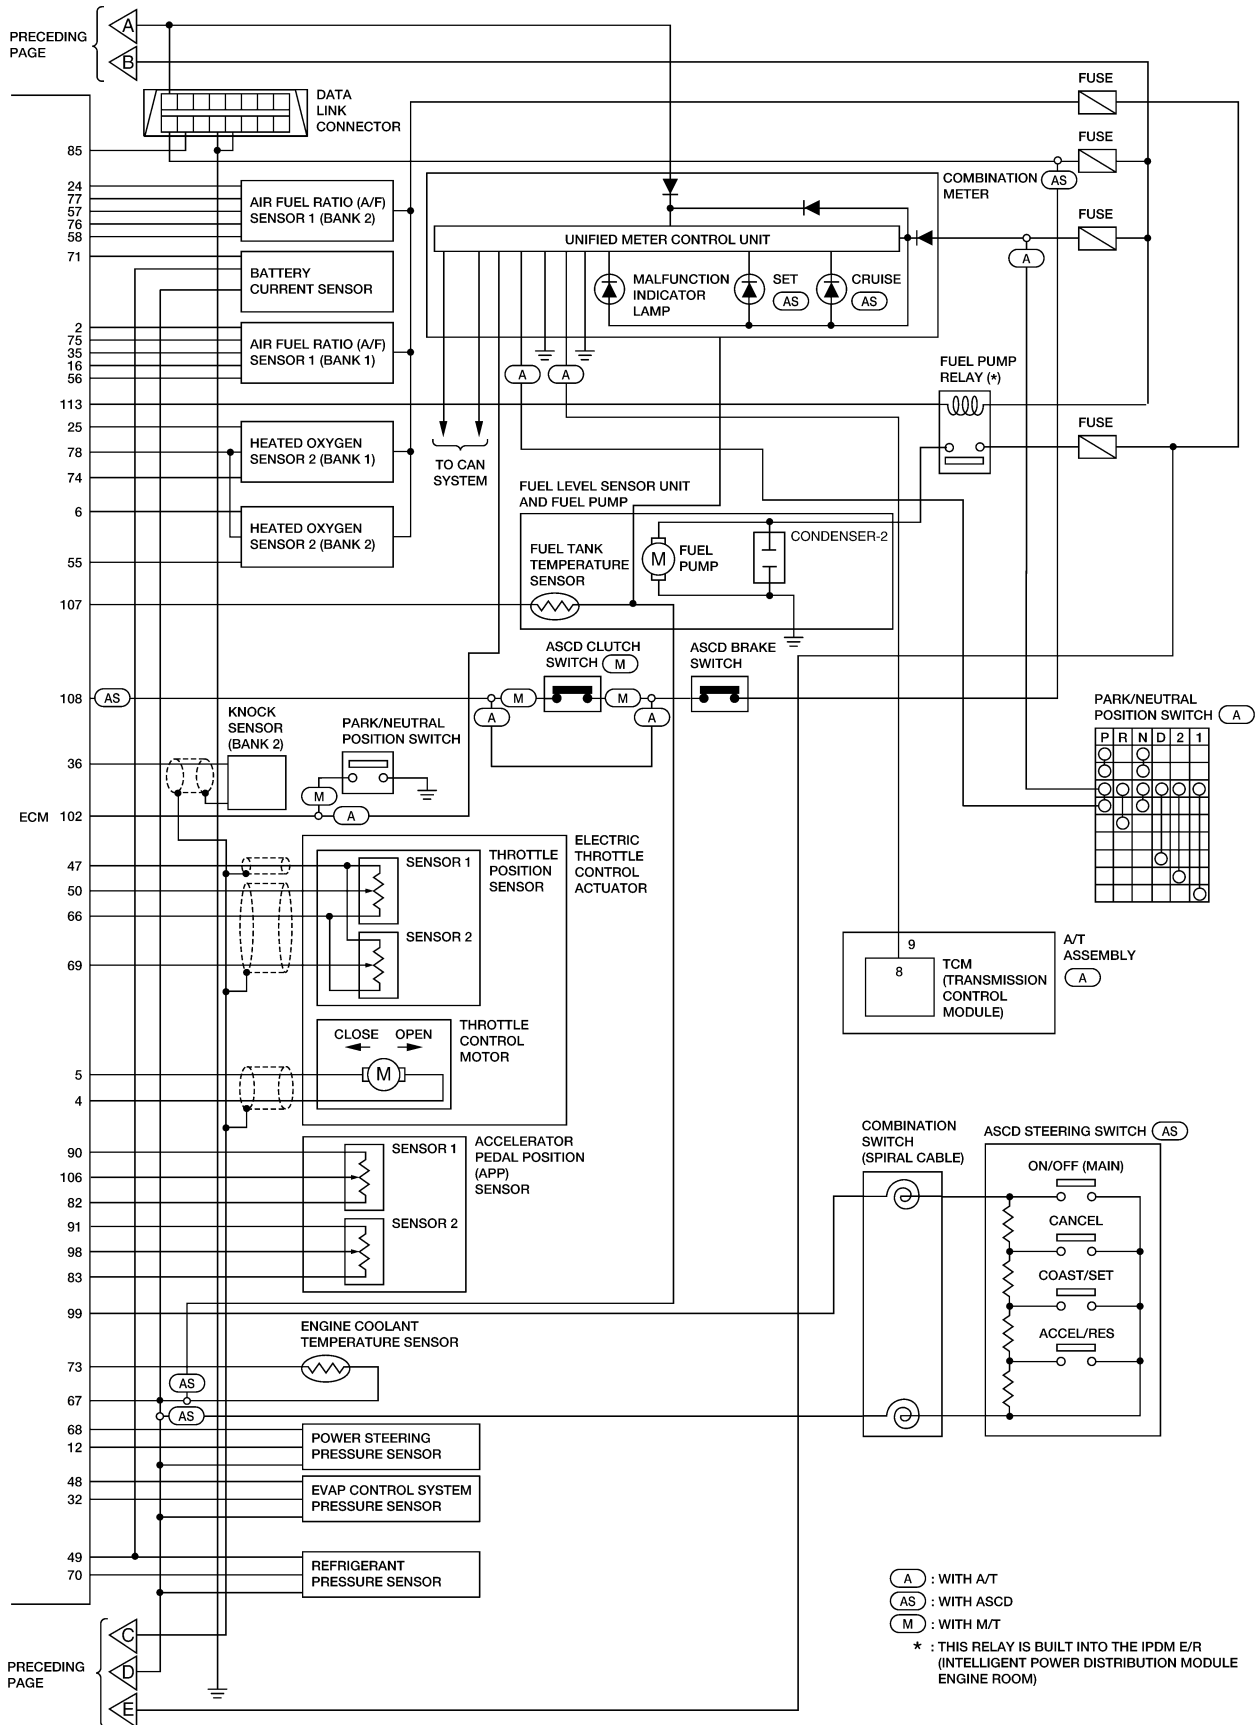 PRECEDING
PAGE
A
B
DATA
LINK
CONNECTOR
FUSE
FUSE
85
24
77
57
76
58
AIR FUEL RATIO (A/F)
SENSOR 1 (BANK 2)
COMBINATION
METER
AS
FUSE
UNIFIED METER CONTROL UNIT
A
71
BATTERY
CURRENT SENSOR
MALFUNCTION
INDICATOR
LAMP
SET
AS
CRUISE
AS
2
75
35
16
56
AIR FUEL RATIO (A/F)
SENSOR 1 (BANK 1)
A
A
FUEL PUMP
RELAY (*)
113
25
78
74
HEATED OXYGEN
SENSOR 2 (BANK 1)
TO CAN
SYSTEM
FUSE
6
55
HEATED OXYGEN
SENSOR 2 (BANK 2)
FUEL LEVEL SENSOR UNIT
AND FUEL PUMP
FUEL TANK
TEMPERATURE
SENSOR
M
FUEL
PUMP
CONDENSER-2
107
ASCD CLUTCH
SWITCH
M
ASCD BRAKE
SWITCH
108
AS
M
M
A
A
PARK/NEUTRAL
POSITION SWITCH
A
P R N D 2 1
KNOCK
SENSOR
(BANK 2)
PARK/NEUTRAL
POSITION SWITCH
36
M
ECM
102
A
47
50
66
69
SENSOR 1
SENSOR 2
THROTTLE
POSITION
SENSOR
ELECTRIC
THROTTLE
CONTROL
ACTUATOR
9
8
TCM
(TRANSMISSION
CONTROL
MODULE)
A/T
ASSEMBLY
A
CLOSE
OPEN
M
THROTTLE
CONTROL
MOTOR
5
4
90
106
82
91
98
83
SENSOR 1
SENSOR 2
ACCELERATOR
PEDAL POSITION
(APP)
SENSOR
COMBINATION
SWITCH
(SPIRAL CABLE)
ASCD STEERING SWITCH
AS
ON/OFF (MAIN)
CANCEL
COAST/SET
ACCEL/RES
99
ENGINE COOLANT
TEMPERATURE SENSOR
73
AS
67
AS
68
12
POWER STEERING
PRESSURE SENSOR
48
32
EVAP CONTROL SYSTEM
PRESSURE SENSOR
49
70
REFRIGERANT
PRESSURE SENSOR
PRECEDING
PAGE
C
D
E
A : WITH A/T
AS : WITH ASCD
M : WITH M/T
* : THIS RELAY IS BUILT INTO THE IPDM E/R
(INTELLIGENT POWER DISTRIBUTION MODULE
ENGINE ROOM)